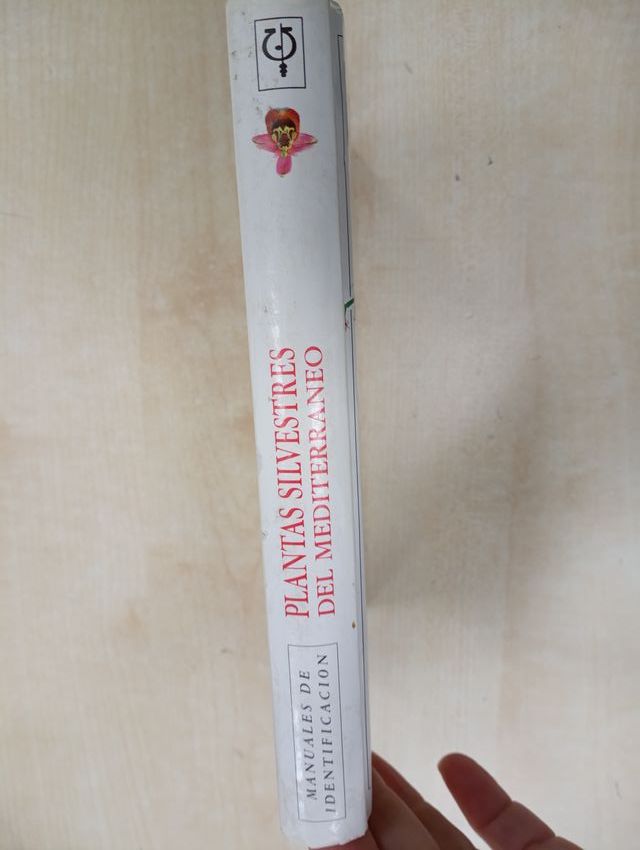 PLANTAS SILVESTRES
DEL MEDITERRANEO
MANUALES DE
IDENTIFICACION